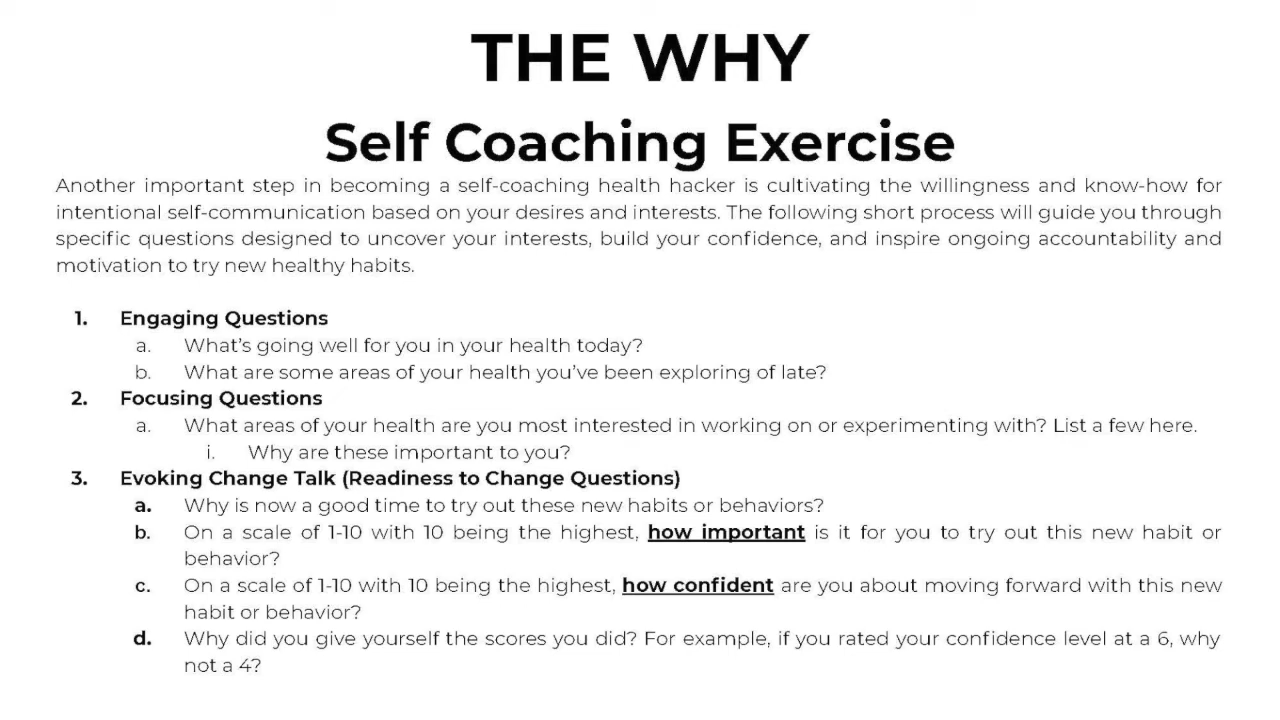 THE WHY
Self Coaching Exercise
Another important step in becoming a self-coaching health hacker is cultivating the willingness and know-how for
intentional self-communication based on your desires and interests. The following short process will guide you through
specific questions designed to uncover your interests, build your confidence, and inspire ongoing accountability and
motivation to try new healthy habits.
1. Engaging Questions
a. What's going well for you in your health today?
b. What are some areas of your health you've been exploring of late?
2. Focusing Questions
a. What areas of your health are you most interested in working on or experimenting with? List a few here.
i. Why are these important to you?
3. Evoking Change Talk (Readiness to Change Questions)
a. Why is now a good time to try out these new habits or behaviors?
b. On a scale of 1-10 with 10 being the highest, how important is it for you to try out this new habit or
behavior?
c. On a scale of 1-10 with 10 being the highest, how confident are you about moving forward with this new
habit or behavior?
d. Why did you give yourself the scores you did? For example, if you rated your confidence level at a 6, why
not a 4?